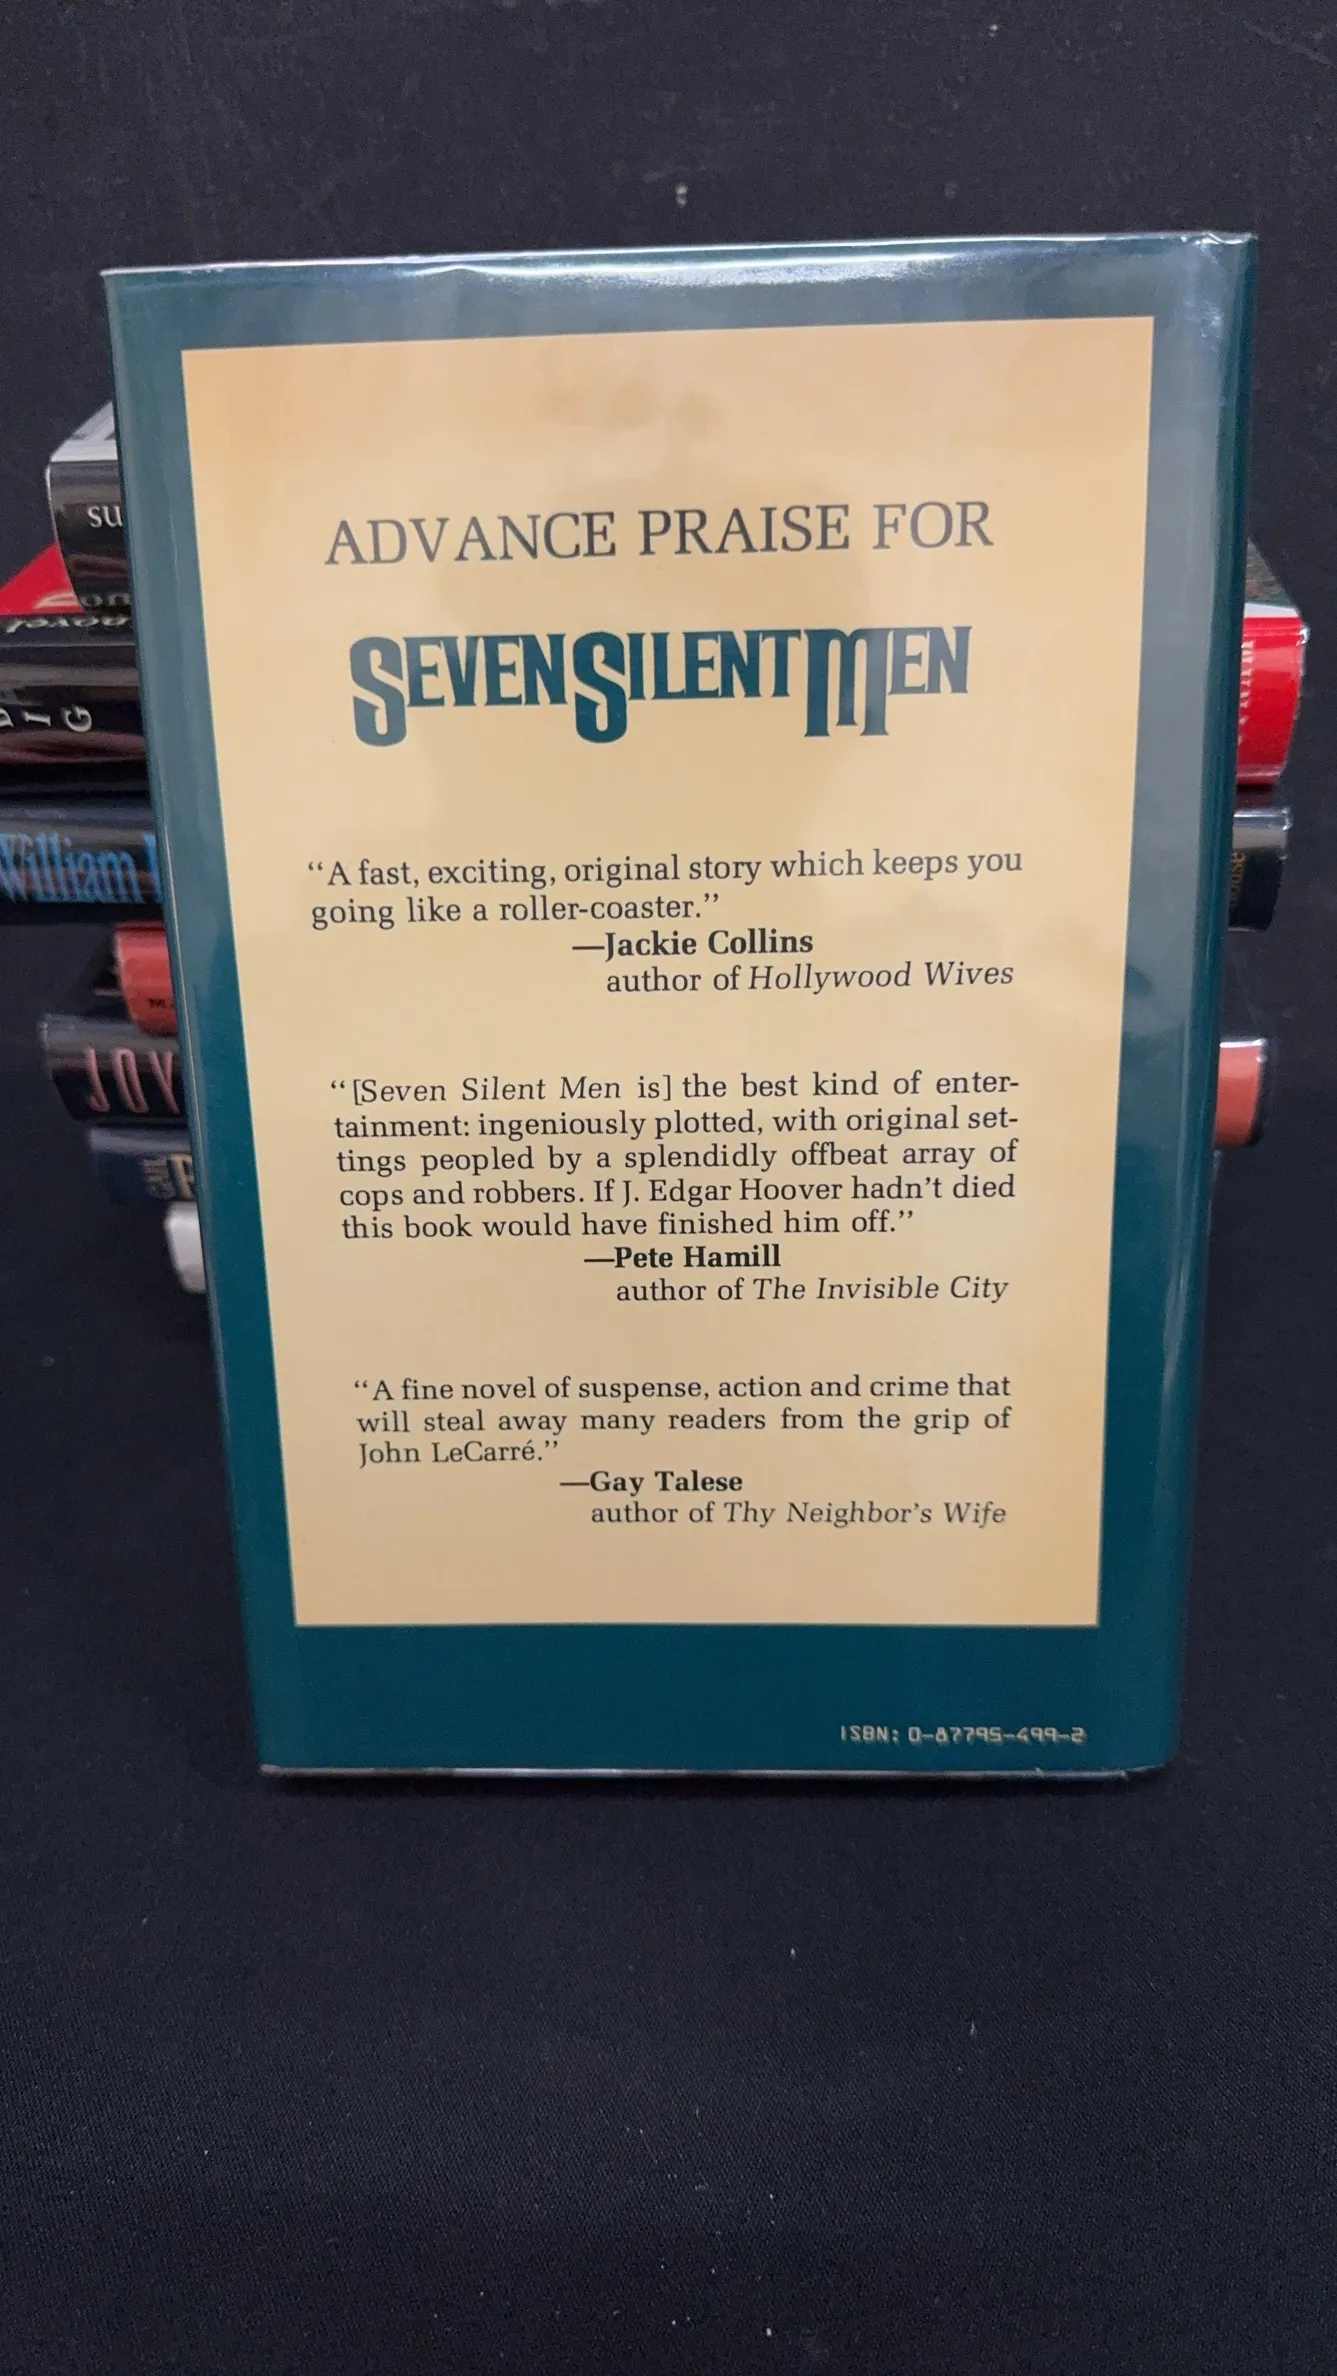 ADVANCE PRAISE FOR
SEVEN SILENT MEN
“A fast, exciting, original story which keeps you
going like a roller-coaster.”
—Jackie Collins
author of Hollywood Wives
“[Seven Silent Men is] the best kind of enter-
tainment: ingeniously plotted, with original set-
tings peopled by a splendidly offbeat array of
cops and robbers. If J. Edgar Hoover hadn’t died
this book would have finished him off.”
—Pete Hamill
author of The Invisible City
“A fine novel of suspense, action and crime that
will steal away many readers from the grip of
John LeCarré.”
—Gay Talese
author of Thy Neighbor’s Wife
ISBN: 0-87795-499-2
su
novel
William
JOY